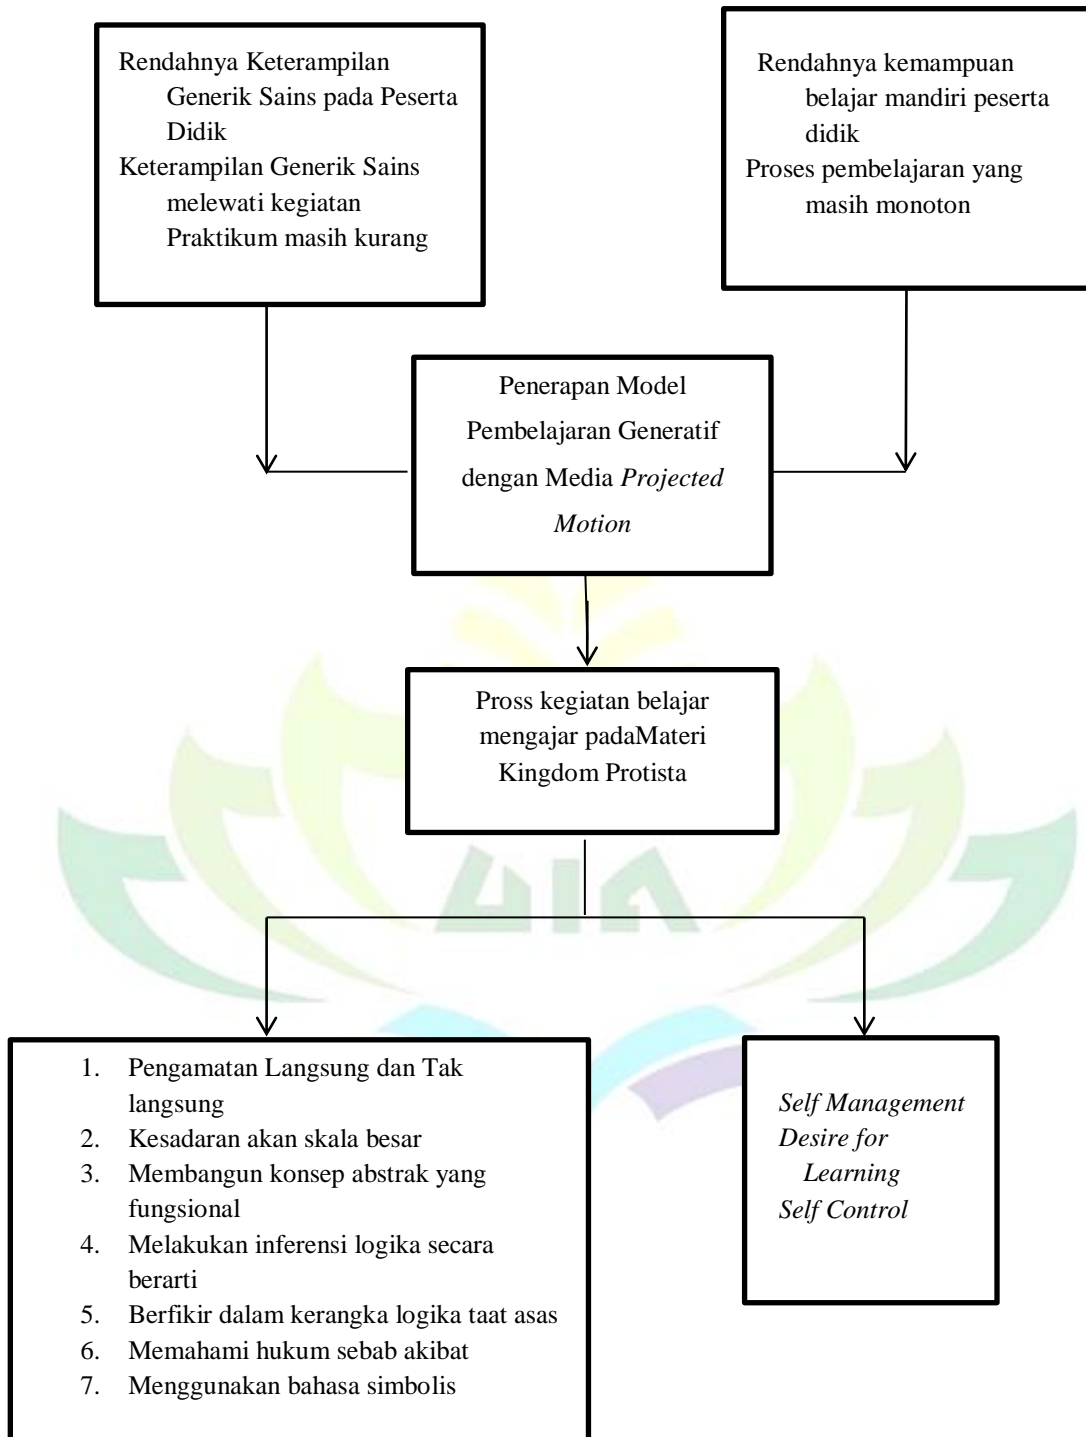 Rendahnya Keterampilan
Generik Sains pada Peserta
Didik
Keterampilan Generik Sains
melewati kegiatan
Praktikum masih kurang
Rendahnya kemampuan
belajar mandiri peserta
didik
Proses pembelajaran yang
masih monoton
Penerapan Model
Pembelajaran Generatif
dengan Media Projected
Motion
Pross kegiatan belajar
mengajar padaMateri
Kingdom Protista
UIN
1. Pengamatan Langsung dan Tak
langsung
2. Kesadaran akan skala besar
3. Membangun konsep abstrak yang
fungsional
4. Melakukan inferensi logika secara
berarti
5. Berfikir dalam kerangka logika taat asas
6. Memahami hukum sebab akibat
7. Menggunakan bahasa simbolis
Self Management
Desire for
Learning
Self Control